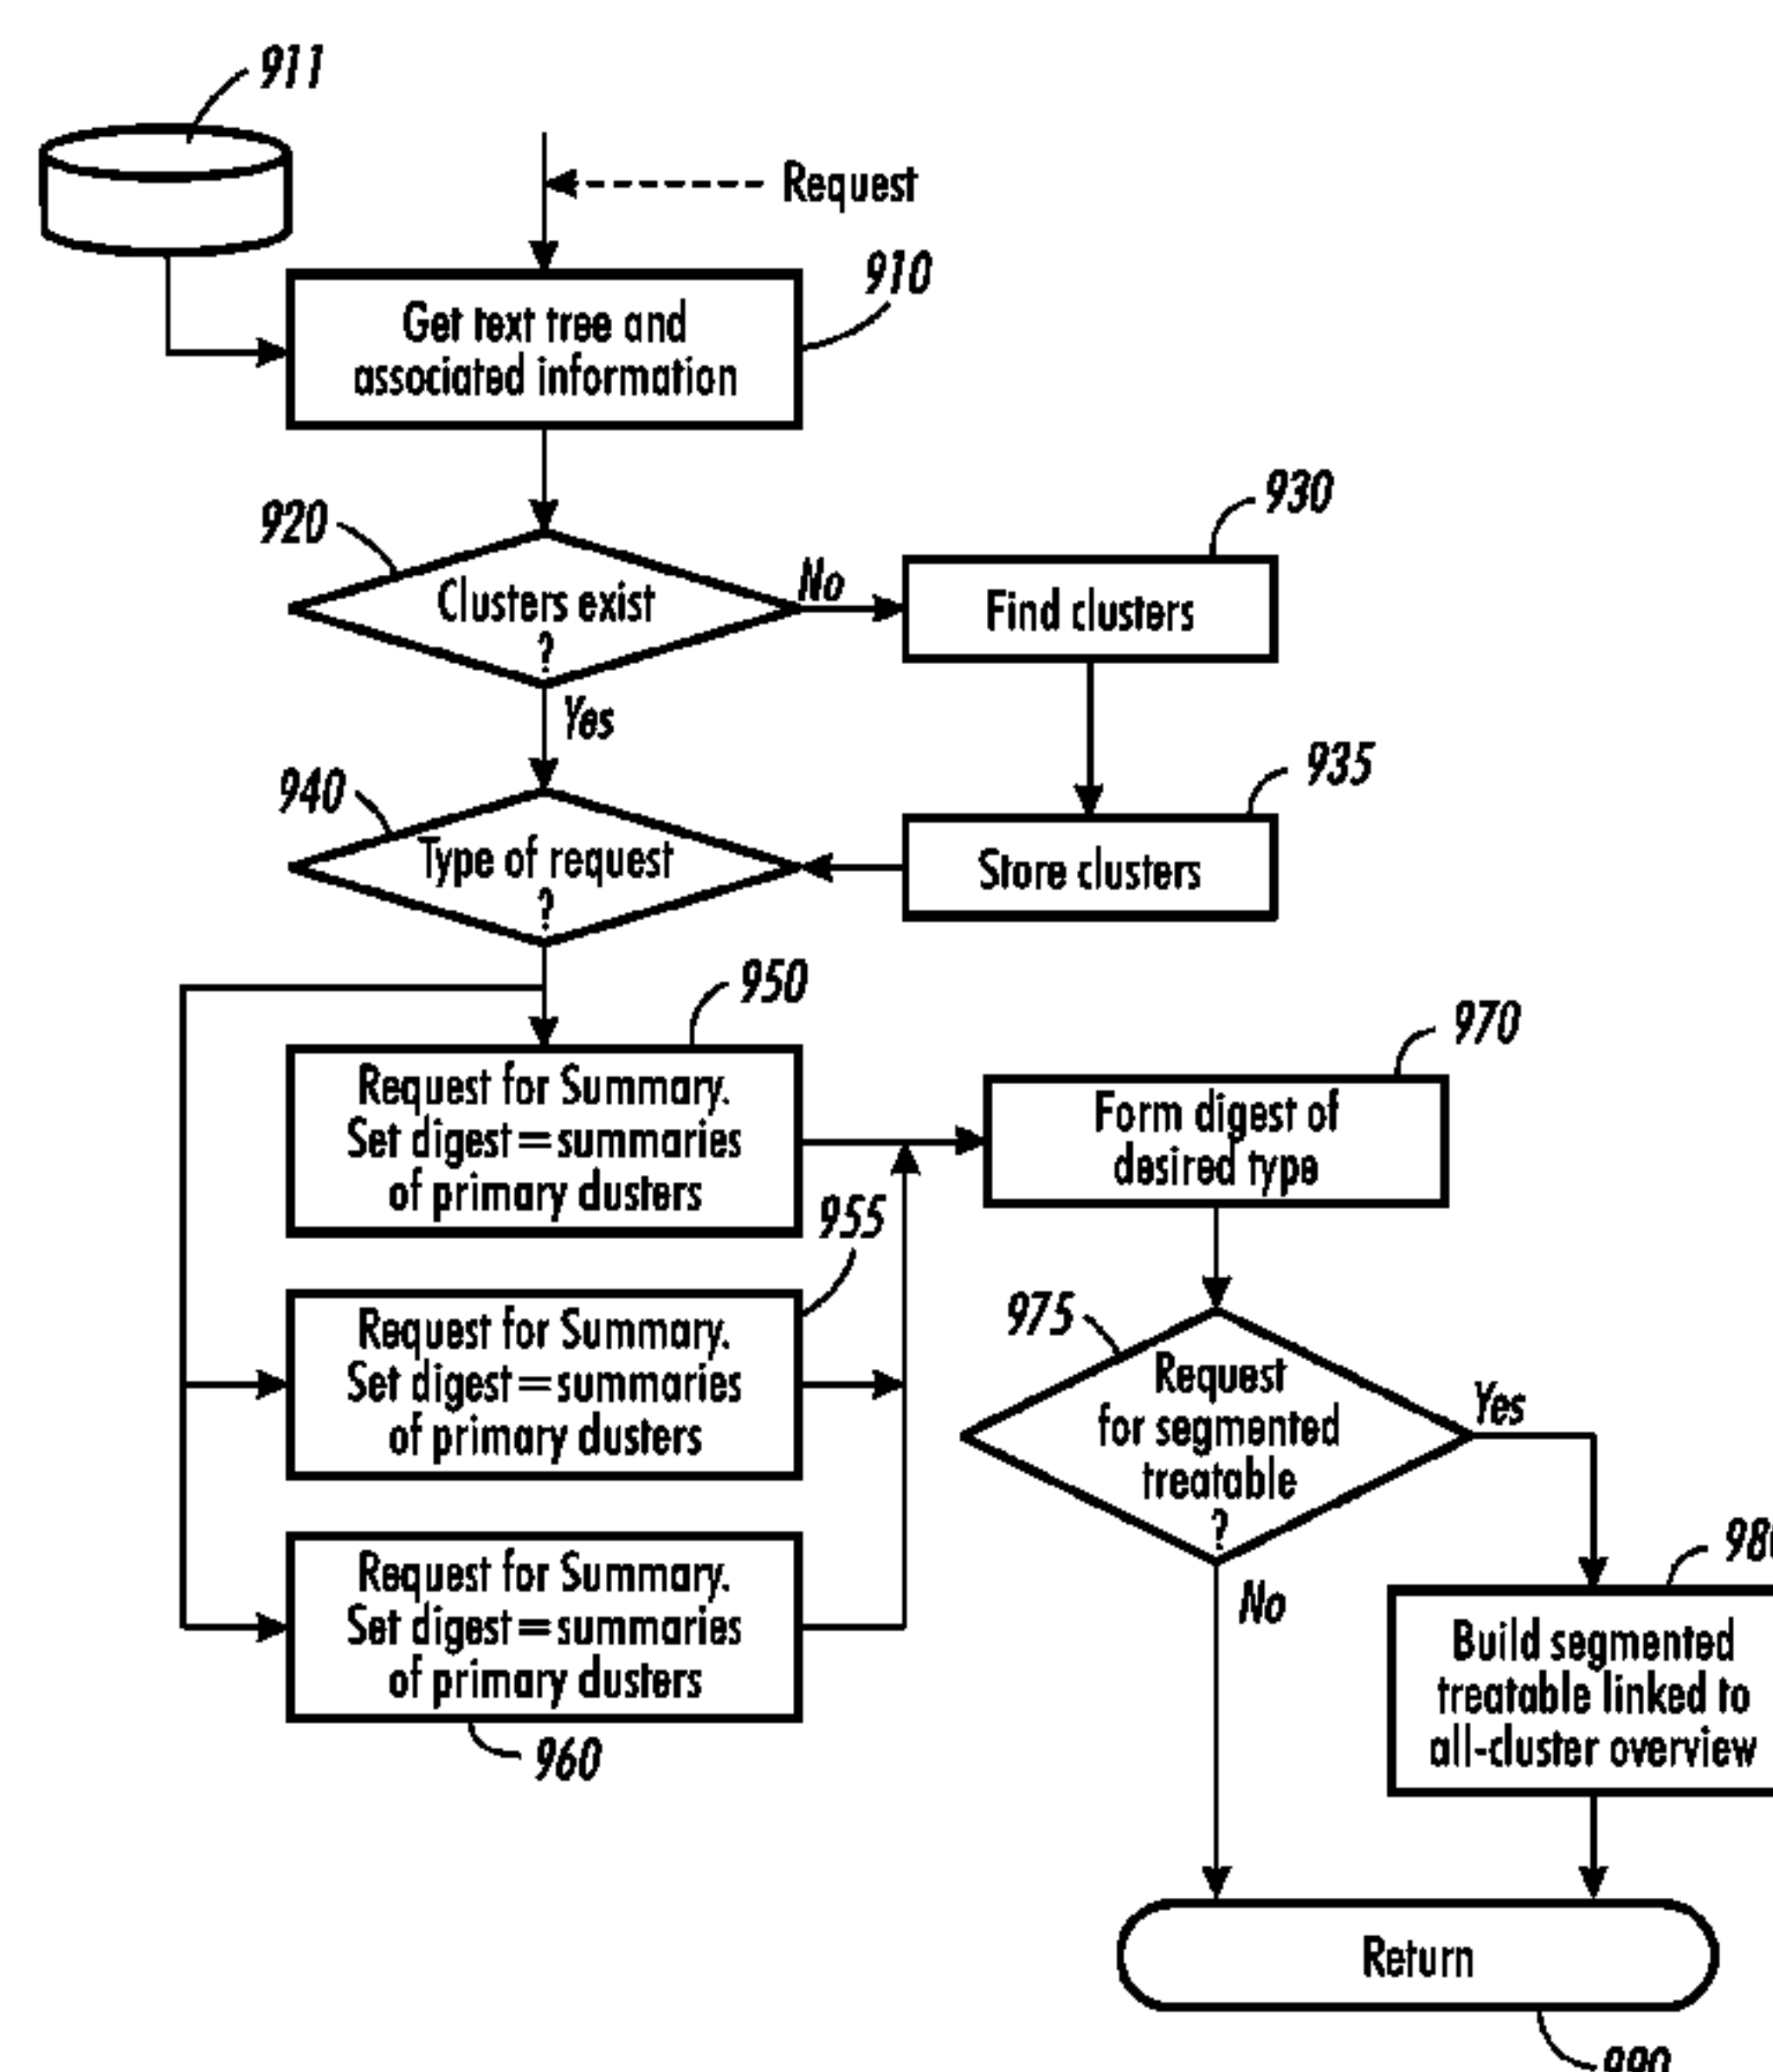 911
Request
910
Get text tree and
associated information
930
920
Clusters exist
?
No
Find clusters
Yes
935
940
Type of request
?
Store clusters
950
970
Request for Summary.
Set digest=summaries
of primary dusters
Form digest of
desired type
955
Request for Summary.
Set digest=summaries
of primary dusters
975
Request
for segmented
treatable
?
Yes
No
Request for Summary.
Set digest=summaries
of primary dusters
960
Build segmented
treatable linked to
all-cluster overview
Return